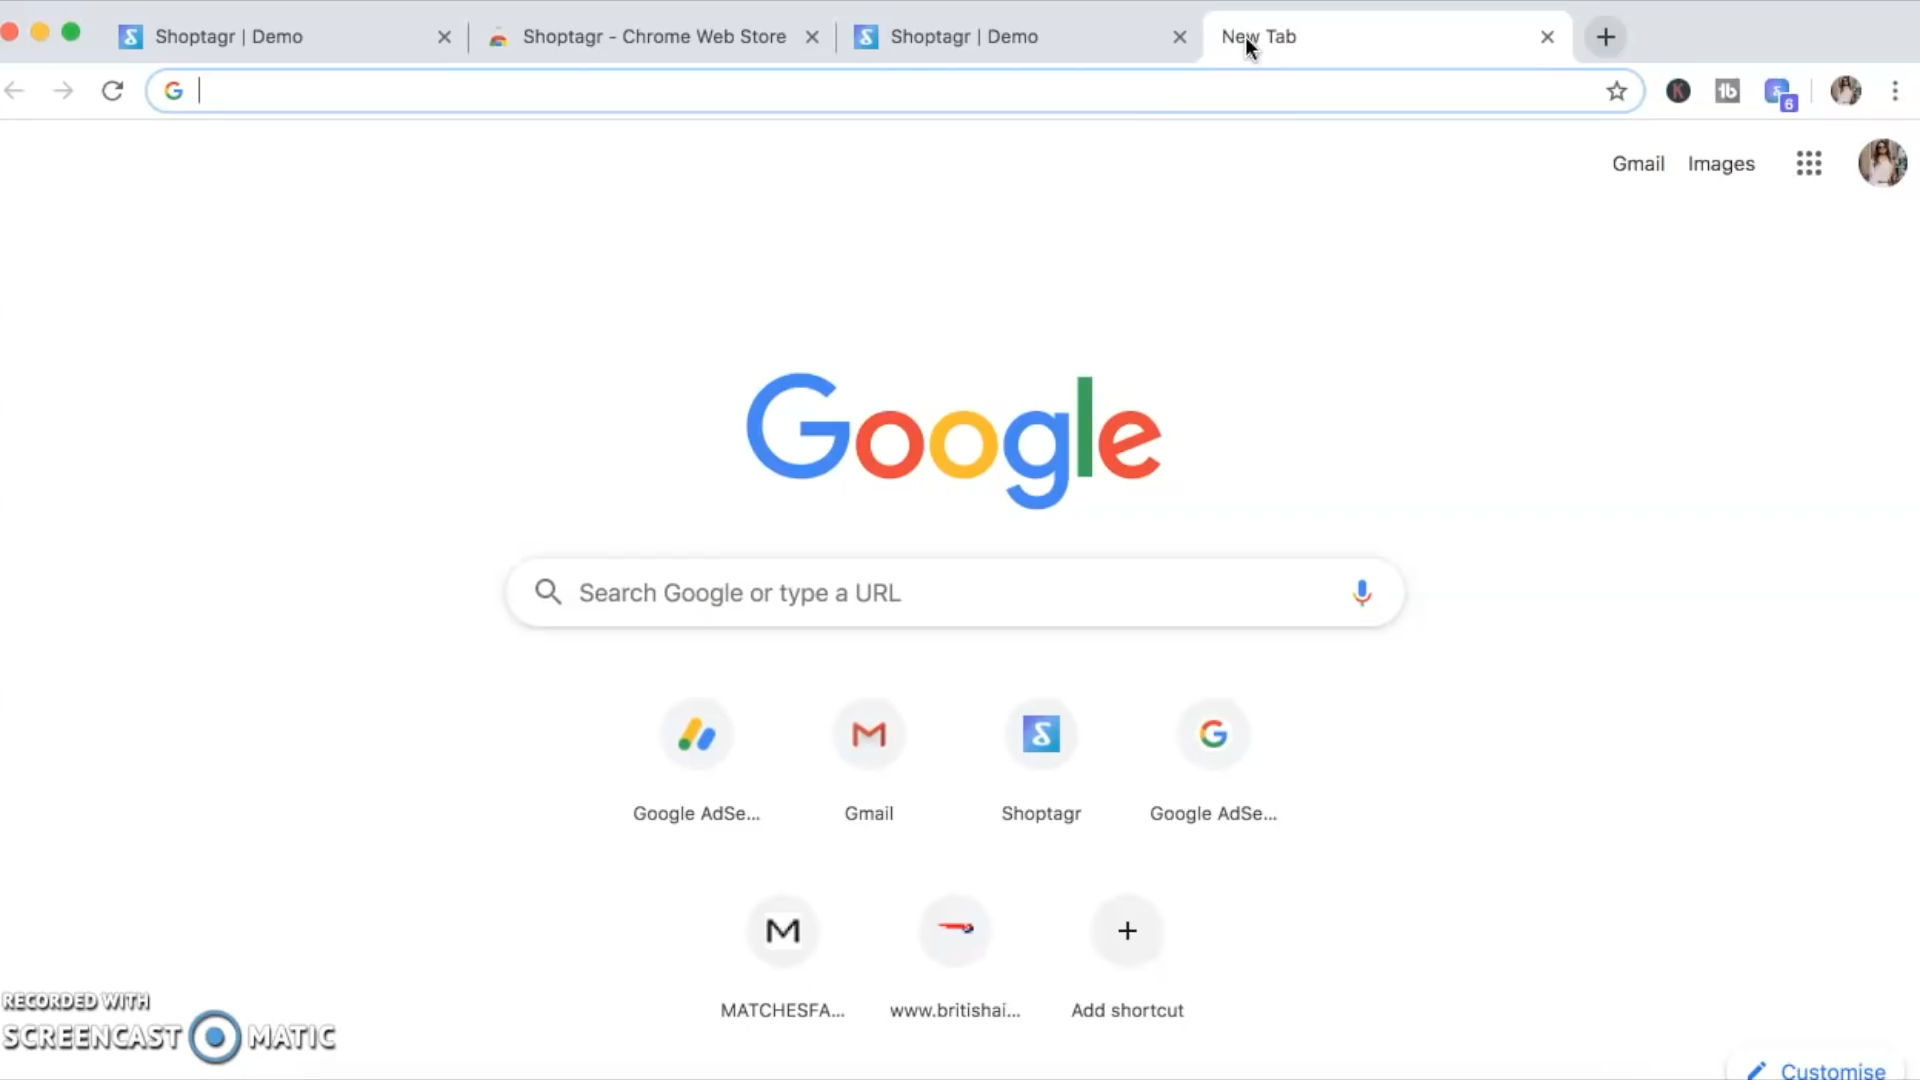 Shoptagr | Demo
Shoptagr - Chrome Web Store
Shoptagr | Demo
New Tab
6
Gmail
Images
Google
Search Google or type a URL
Google AdSe...
Gmail
Shoptagr
Google AdSe...
MATCHESFA...
www.britishai...
Add shortcut
RECORDED WITH
SCREENCAST MATIC
Customise